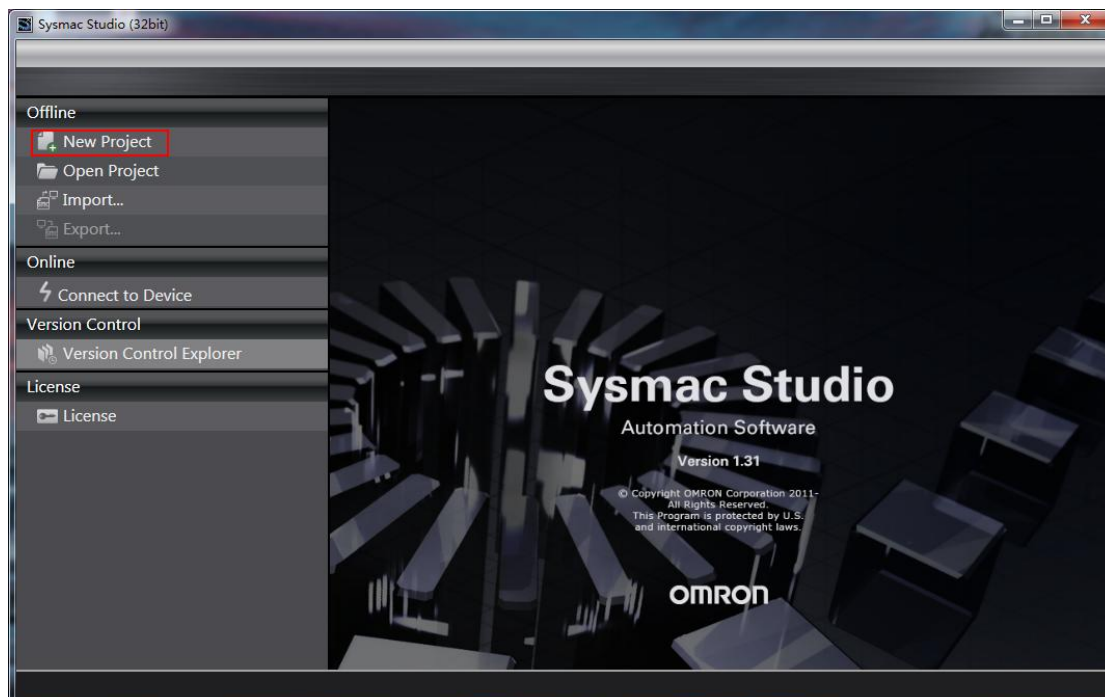 Sysmac Studio (32bit)
Offline
New Project
Open Project
Import...
Export...
Online
Connect to Device
Version Control
Version Control Explorer
License
License
Sysmac Studio
Automation Software
Version 1.31
© Copyright OMRON Corporation 2011-
All Rights Reserved.
This Program is protected by U.S.
and international copyright laws.
OMRON